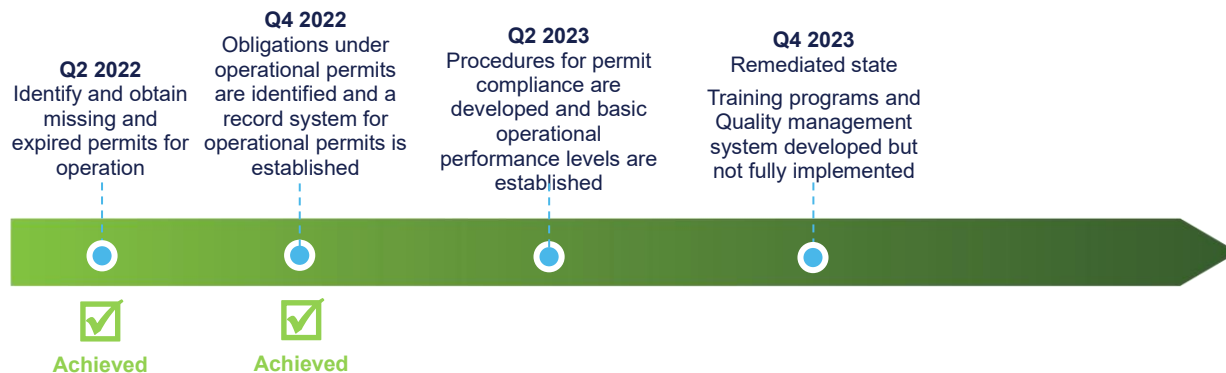 Q2 2022
Identify and obtain
missing and
expired permits for
operation
Q4 2022
Obligations under
operational permits
are identified and a
record system for
operational permits is
established
Q2 2023
Procedures for permit
compliance are
developed and basic
operational
performance levels are
established
Q4 2023
Remediated state
Training programs and
Quality management
system developed but
not fully implemented
Achieved
Achieved